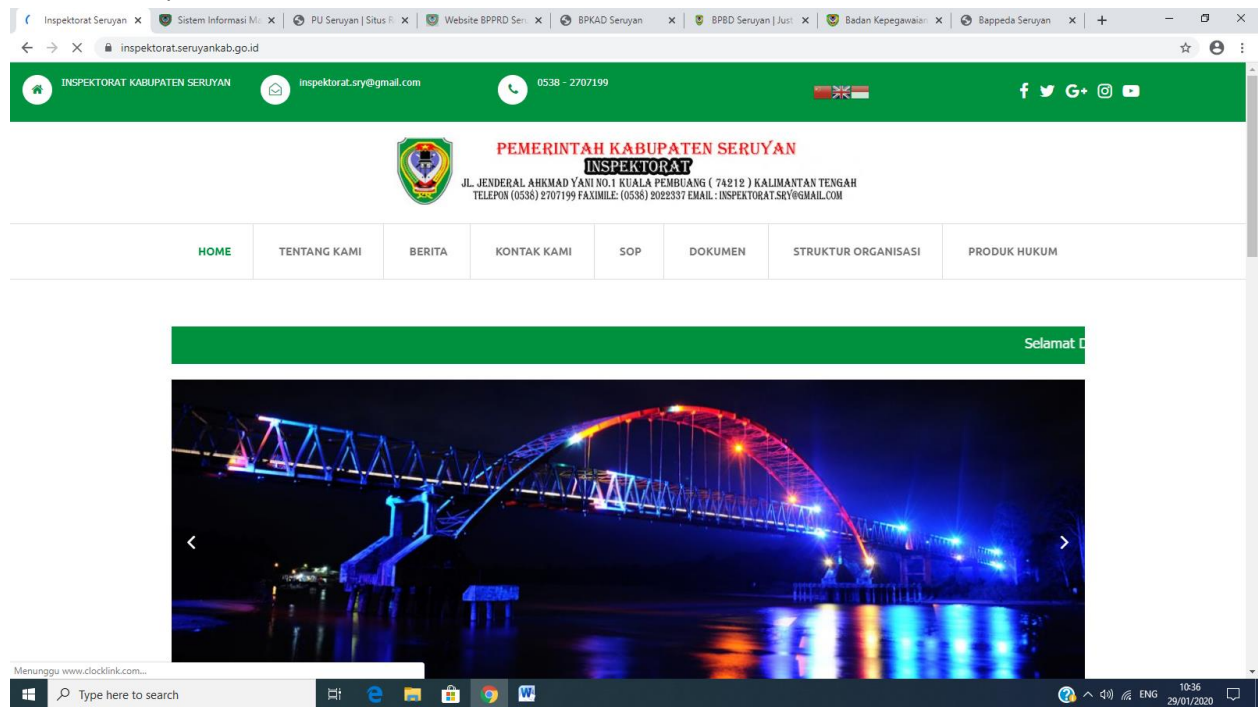 Inspektorat Seruyan
Sistem Informasi Ma
PU Seruyan | Situs R
Website BPPRD Seru
BPKAD Seruyan
BPBD Seruyan | Just
Badan Kepegawaian
Bappeda Seruyan
inspektorat.seruyankab.go.id
INSPEKTORAT KABUPATEN SERUYAN
inspektorat.sry@gmail.com
0538 - 2707199
PEMERINTAH KABUPATEN SERUYAN
INSPEKTORAT
JL. JENDERAL AHKMAD YANI NO.1 KUALA PEMBUANG ( 74212 ) KALIMANTAN TENGAH
TELEPON (0538) 2707199 FAXIMILE: (0538) 2022337 EMAIL : INSPEKTORAT.SRY@GMAIL.COM
HOME
TENTANG KAMI
BERITA
KONTAK KAMI
SOP
DOKUMEN
STRUKTUR ORGANISASI
PRODUK HUKUM
Selamat D
Menunggu www.clocklink.com...
Type here to search
ENG
10:36
29/01/2020